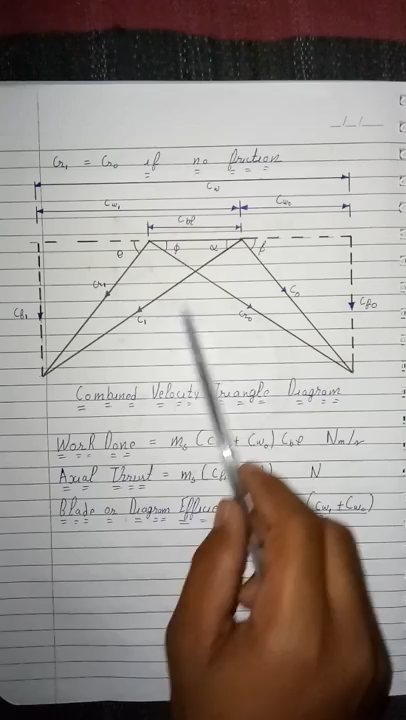 _/_/_
Cr₁ = Cr₀ if no friction
Cw
Cw₁ Cw₀
Cbl
θ ϕ α β
Cf₁ Cr₁ C₁ Cr₀ C₀ Cf₀
Combined Velocity Triangle Diagram
Work Done = ms ( + Cw₀) Cbl Nm/s
Axial Thrust = ms ( N
Blade or Diagram (Cw₁ + Cw₀)